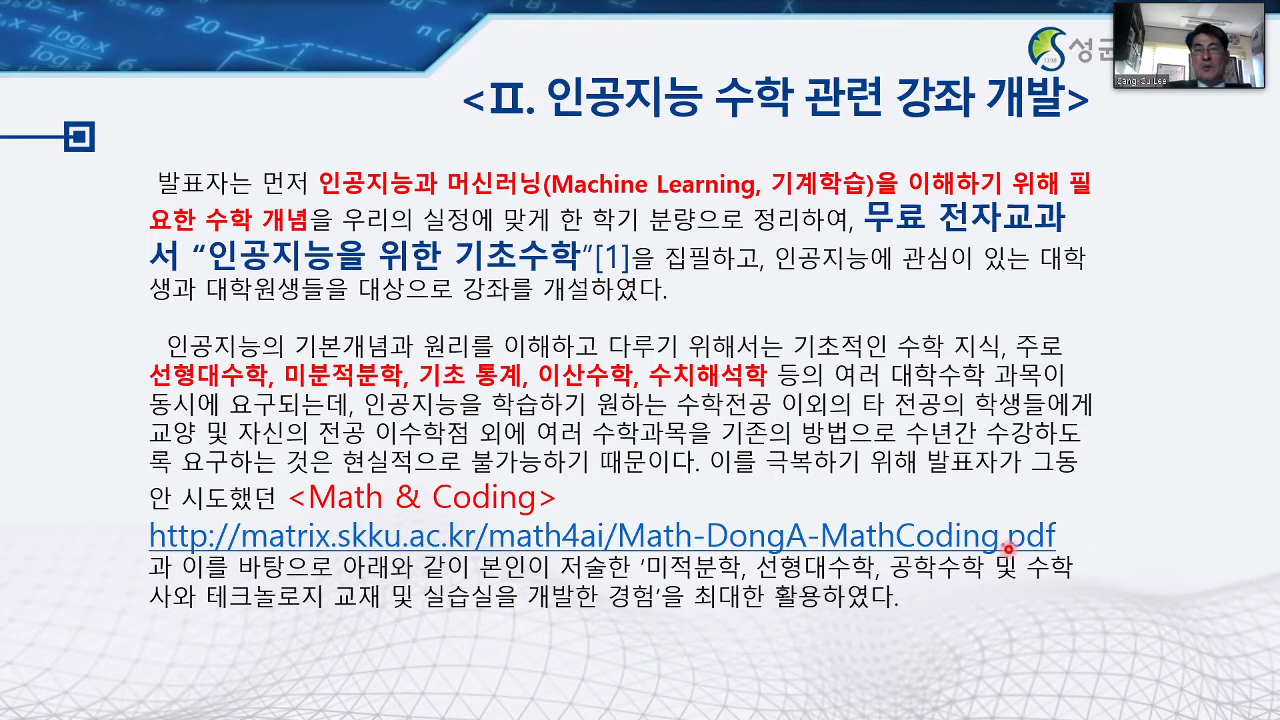 성균
Sang-Gu Lee
<Ⅱ. 인공지능 수학 관련 강좌 개발>
발표자는 먼저 인공지능과 머신러닝(Machine Learning, 기계학습)을 이해하기 위해 필
요한 수학 개념을 우리의 실정에 맞게 한 학기 분량으로 정리하여, 무료 전자교과
서 “인공지능을 위한 기초수학”[1]을 집필하고, 인공지능에 관심이 있는 대학
생과 대학원생들을 대상으로 강좌를 개설하였다.
인공지능의 기본개념과 원리를 이해하고 다루기 위해서는 기초적인 수학 지식, 주로
선형대수학, 미분적분학, 기초 통계, 이산수학, 수치해석학 등의 여러 대학수학 과목이
동시에 요구되는데, 인공지능을 학습하기 원하는 수학전공 이외의 타 전공의 학생들에게
교양 및 자신의 전공 이수학점 외에 여러 수학과목을 기존의 방법으로 수년간 수강하도
록 요구하는 것은 현실적으로 불가능하기 때문이다. 이를 극복하기 위해 발표자가 그동
안 시도했던 <Math & Coding>
http://matrix.skku.ac.kr/math4ai/Math-DongA-MathCoding.pdf
과 이를 바탕으로 아래와 같이 본인이 저술한 ‘미적분학, 선형대수학, 공학수학 및 수학
사와 테크놀로지 교재 및 실습실을 개발한 경험’을 최대한 활용하였다.